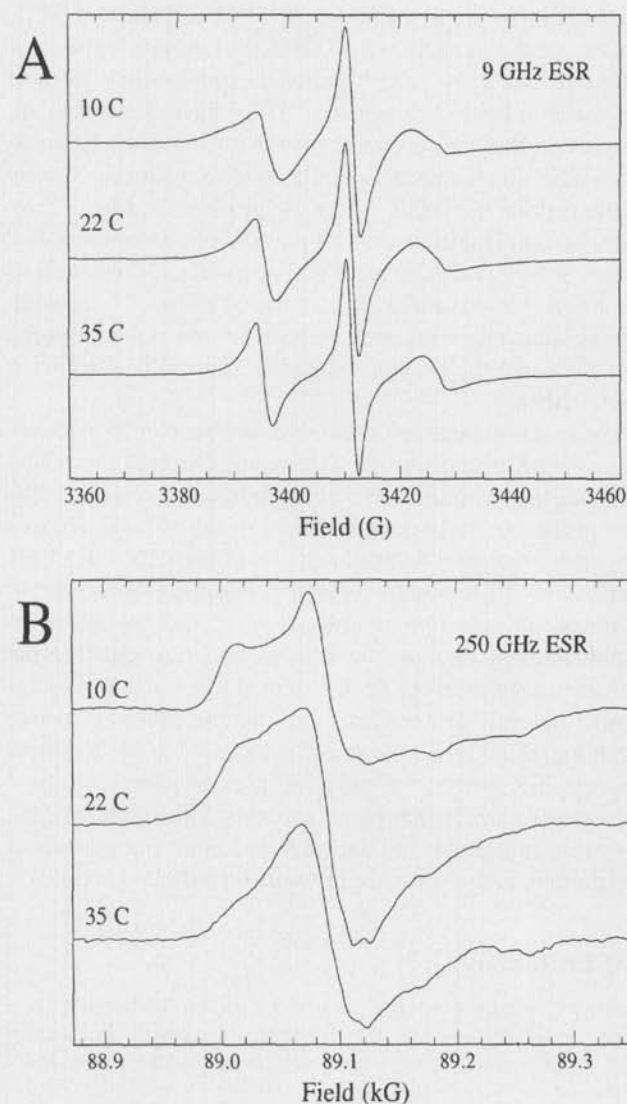 A
9 GHz ESR
10 C
22 C
35 C
3360 3380 3400 3420 3440 3460
Field (G)
B
250 GHz ESR
10 C
22 C
35 C
88.9 89.0 89.1 89.2 89.3
Field (kG)